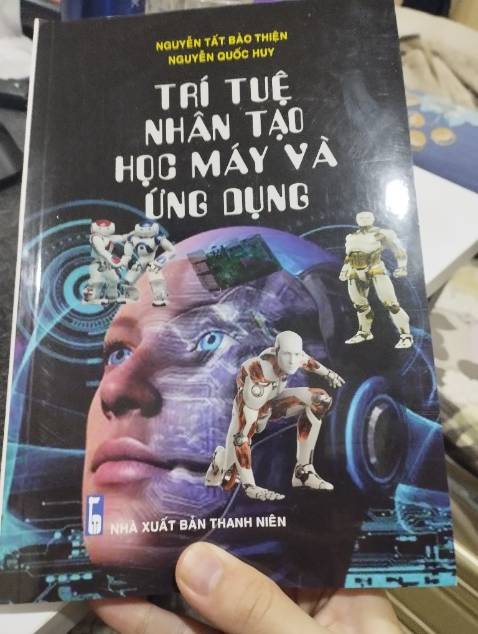 NGUYỄN TẤT BẢO THIỆN
NGUYỄN QUỐC HUY
TRÍ TUỆ
NHÂN TẠO
HỌC MÁY VÀ
ỨNG DỤNG
NHÀ XUẤT BẢN THANH NIÊN